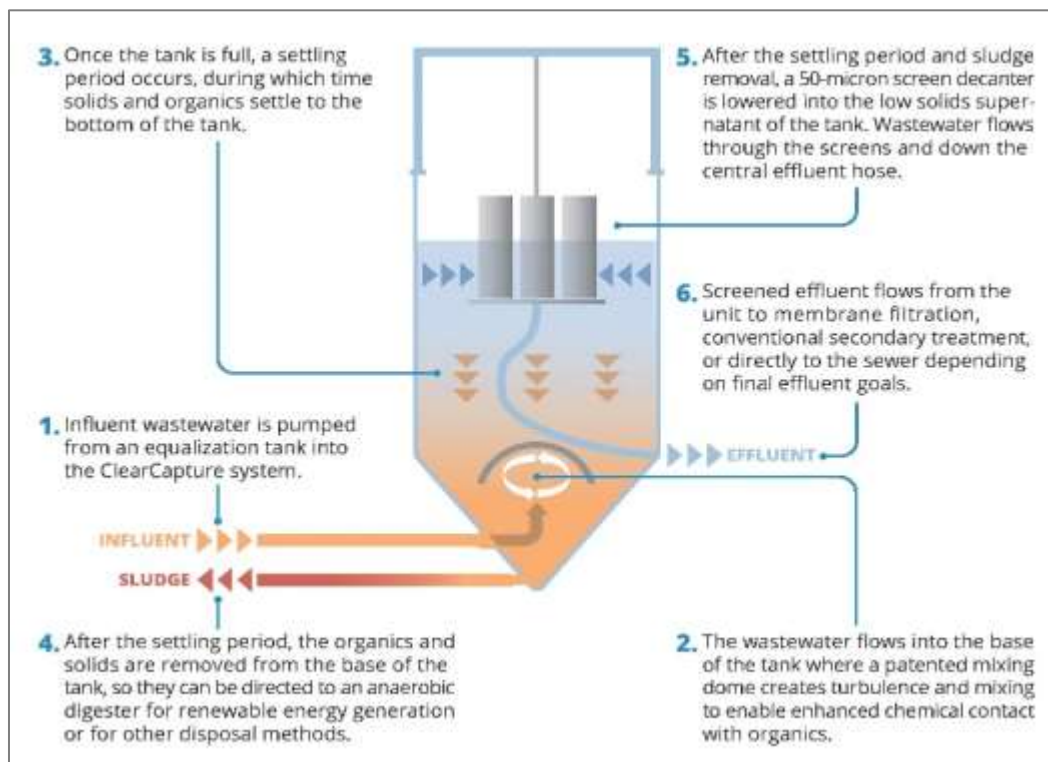 3. Once the tank is full, a settling
period occurs, during which time
solids and organics settle to the
bottom of the tank.
5. After the settling period and sludge
removal, a 50-micron screen decanter
is lowered into the low solids super-
natant of the tank. Wastewater flows
through the screens and down the
central effluent hose.
6. Screened effluent flows from the
unit to membrane filtration,
conventional secondary treatment,
or directly to the sewer depending
on final effluent goals.
1. Influent wastewater is pumped
from an equalization tank into
the ClearCapture system.
EFFLUENT
INFLUENT
SLUDGE
4. After the settling period, the organics and
solids are removed from the base of the
tank, so they can be directed to an anaerobic
digester for renewable energy generation
or for other disposal methods.
2. The wastewater flows into the base
of the tank where a patented mixing
dome creates turbulence and mixing
to enable enhanced chemical contact
with organics.